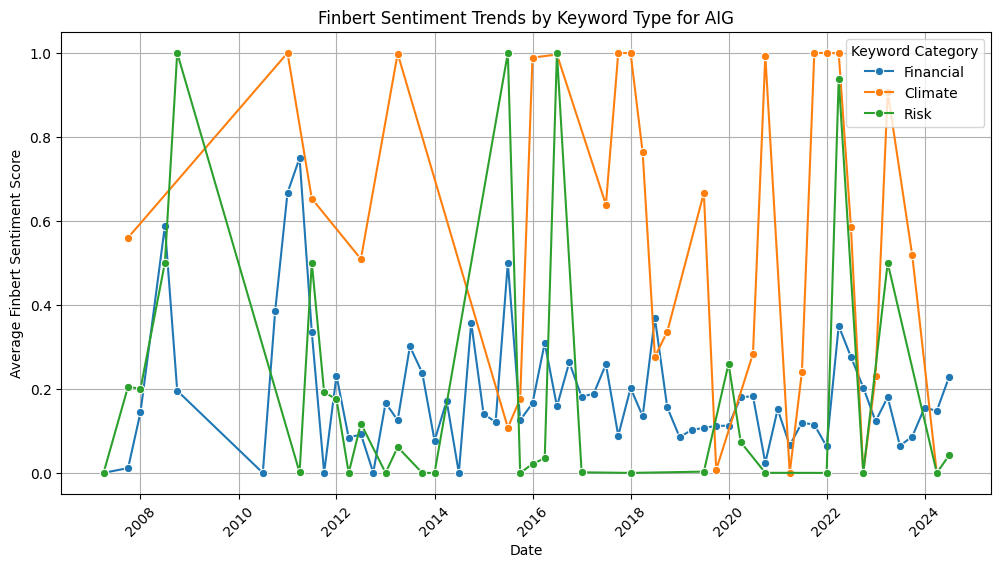 Finbert Sentiment Trends by Keyword Type for AIG
Average Finbert Sentiment Score
1.0
0.8
0.6
0.4
0.2
0.0
Keyword Category
Financial
Climate
Risk
2008
2010
2012
2014
2016
2018
2020
2022
2024
Date